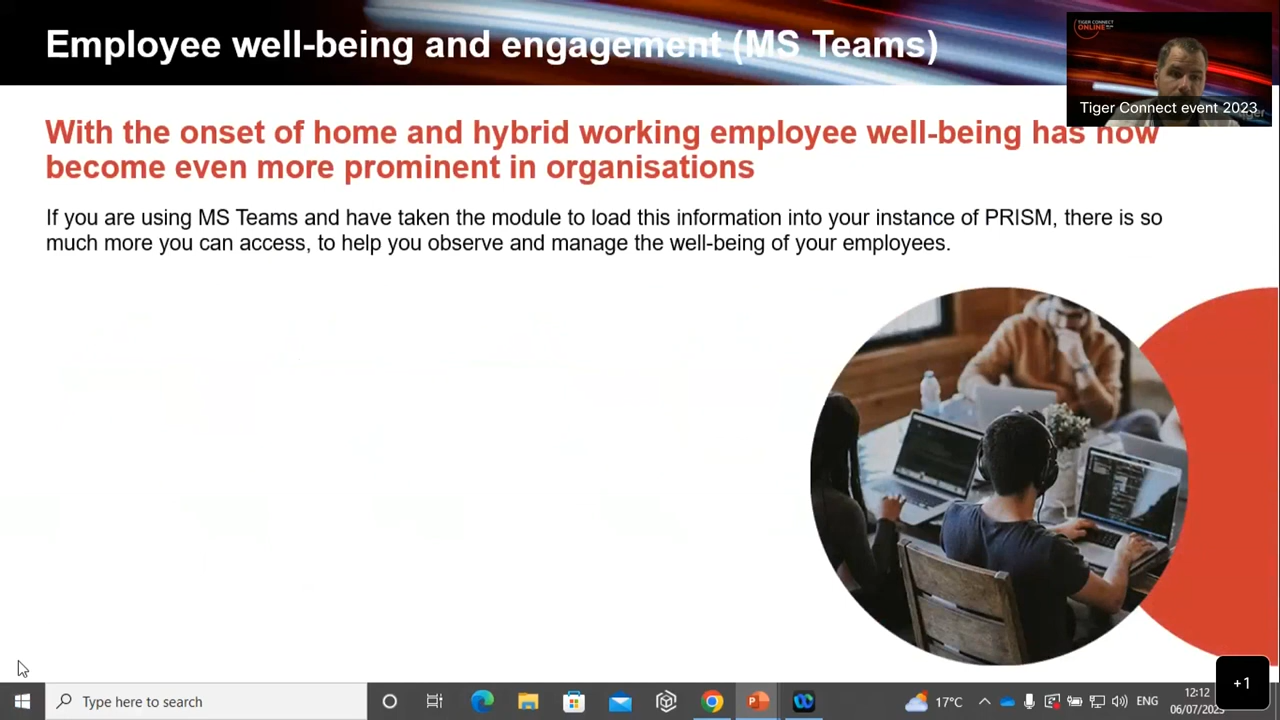 Employee well-being and engagement (MS Teams)
TIGER CONNECT
ONLINE
Tiger Connect event 2023
With the onset of home and hybrid working employee well-being has now
become even more prominent in organisations
If you are using MS Teams and have taken the module to load this information into your instance of PRISM, there is so
much more you can access, to help you observe and manage the well-being of your employees.
+1
Type here to search
17°C
ENG
12:12